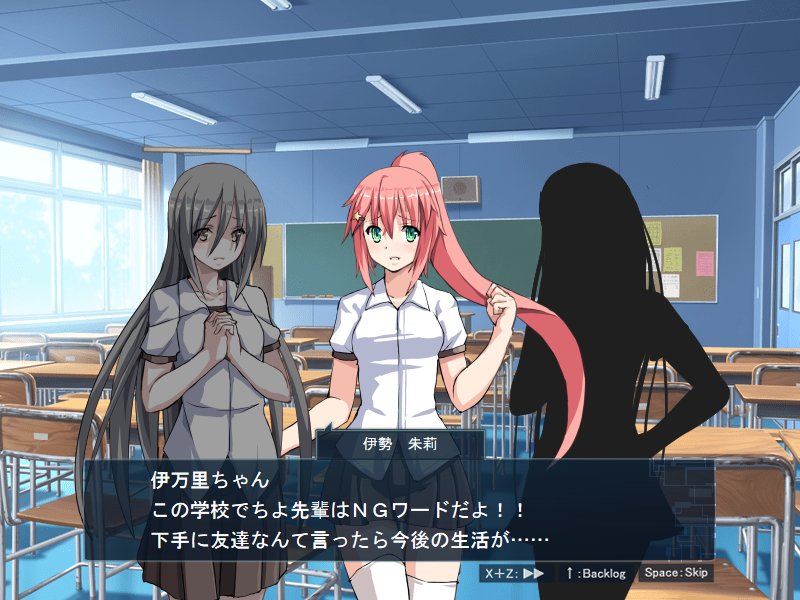 伊勢 朱莉
伊万里ちゃん
この学校でちよ先輩はＮＧワードだよ！！
下手に友達なんて言ったら今後の生活が……
X+Z:▶▶ ↑:Backlog Space:Skip